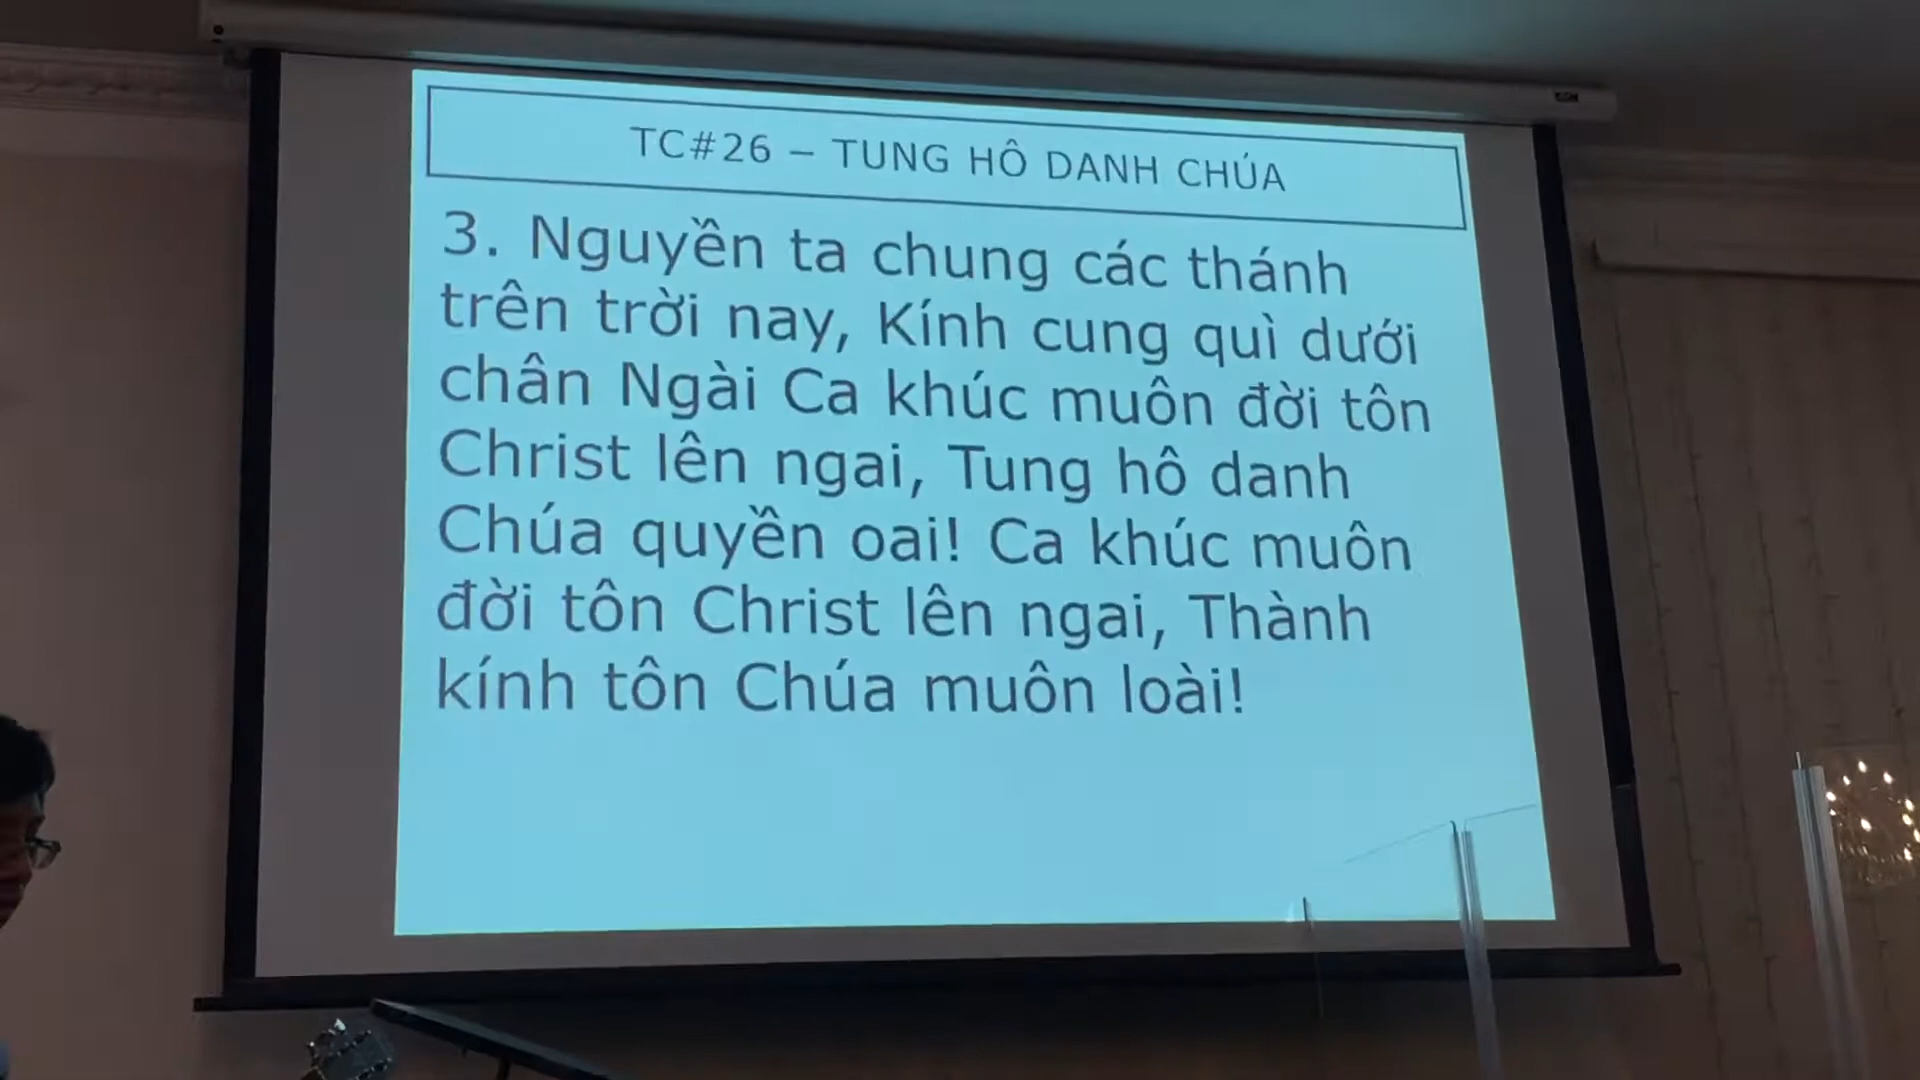 TC#26 – TUNG HÔ DANH CHÚA
3. Nguyền ta chung các thánh
trên trời nay, Kính cung quì dưới
chân Ngài Ca khúc muôn đời tôn
Christ lên ngai, Tung hô danh
Chúa quyền oai! Ca khúc muôn
đời tôn Christ lên ngai, Thành
kính tôn Chúa muôn loài!